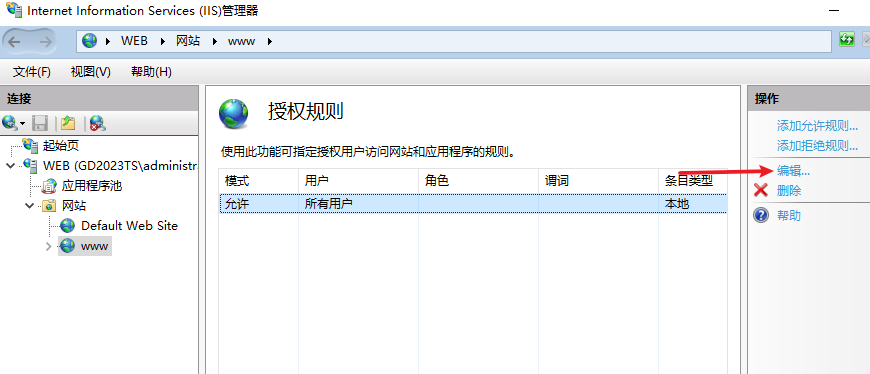 Internet Information Services (IIS)管理器
WEB 网站 www
文件(F) 视图(V) 帮助(H)
连接
起始页
WEB (GD2023TS\administra
应用程序池
网站
Default Web Site
www
授权规则
使用此功能可指定授权用户访问网站和应用程序的规则。
模式 用户 角色 谓词 条目类型
允许 所有用户 本地
操作
添加允许规则...
添加拒绝规则...
编辑...
删除
帮助